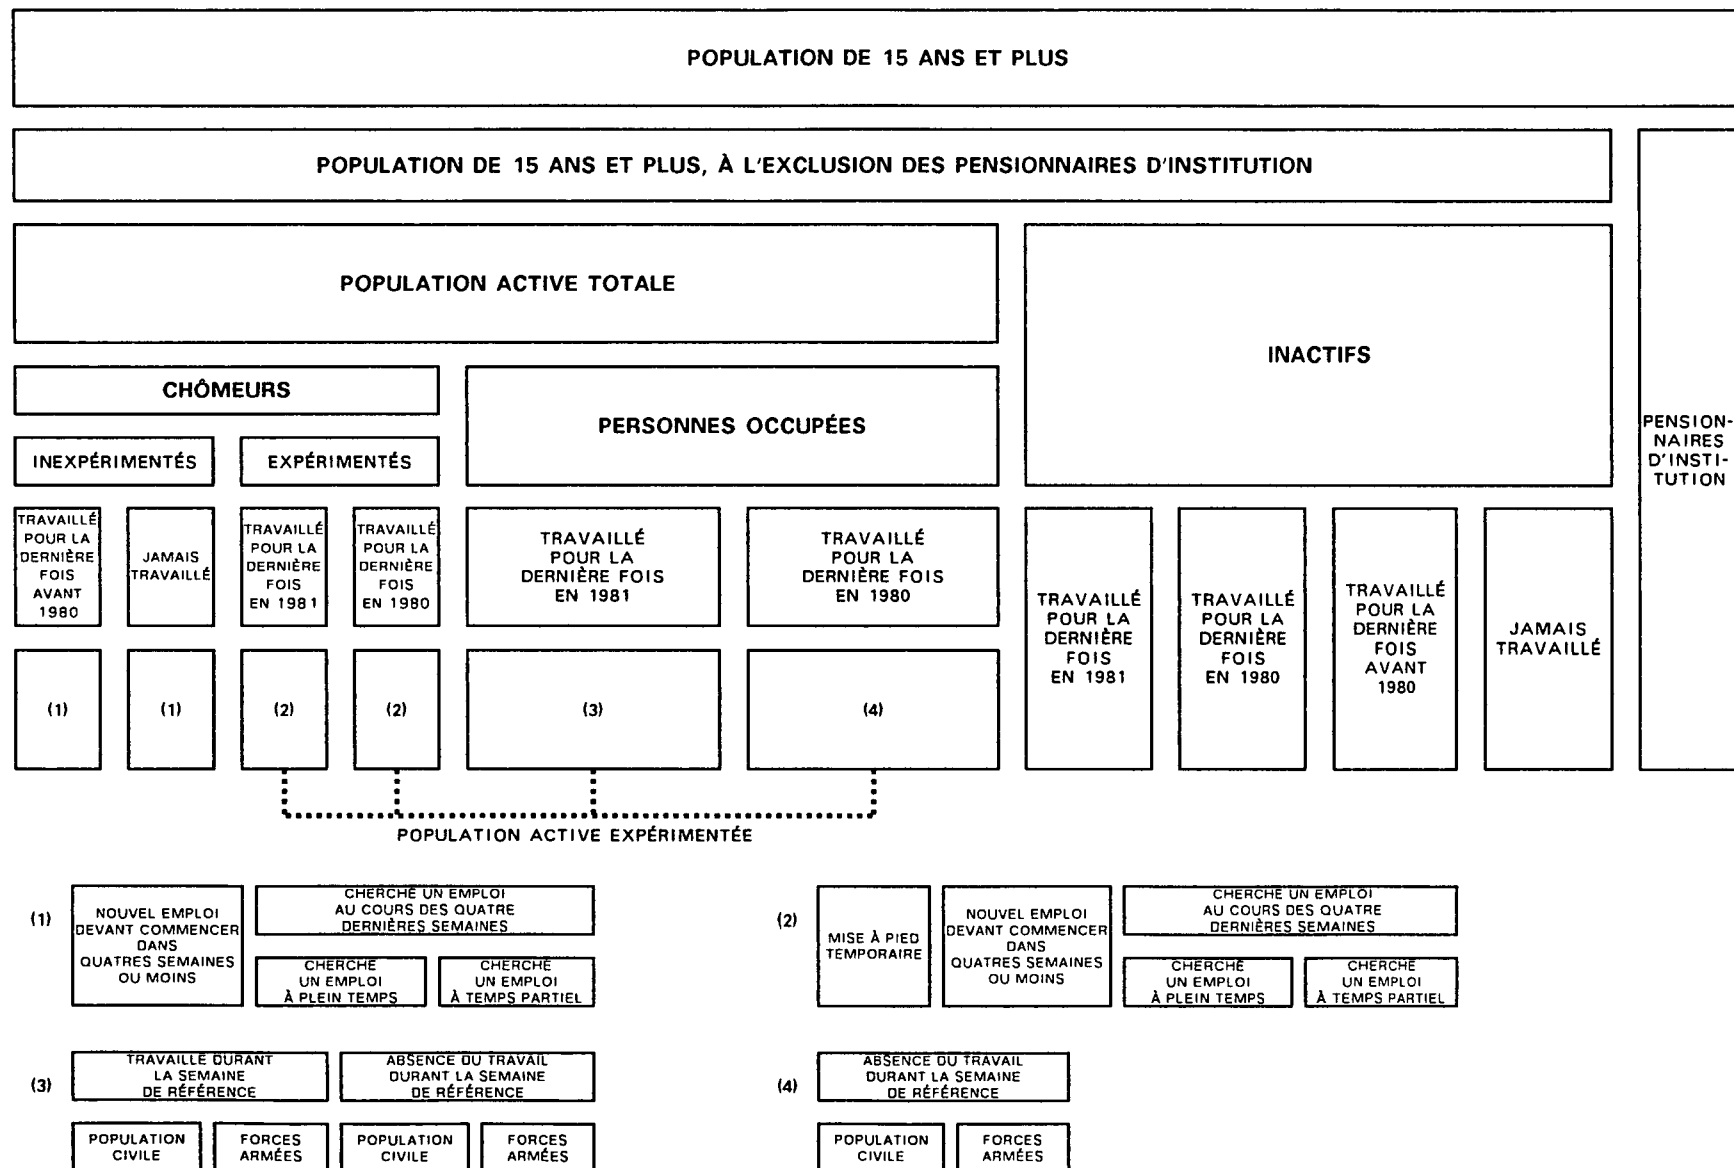 POPULATION DE 15 ANS ET PLUS
POPULATION DE 15 ANS ET PLUS, À L'EXCLUSION DES PENSIONNAIRES D'INSTITUTION
POPULATION ACTIVE TOTALE
INACTIFS
PENSION-
NAIRES
D'INSTI-
TUTION
CHÔMEURS
PERSONNES OCCUPÉES
INEXPÉRIMENTÉS
EXPÉRIMENTÉS
TRAVAILLÉ
POUR LA
DERNIÈRE
FOIS
AVANT
1980
JAMAIS
TRAVAILLÉ
TRAVAILLÉ
POUR LA
DERNIÈRE
FOIS
EN 1981
TRAVAILLÉ
POUR LA
DERNIÈRE
FOIS
EN 1980
TRAVAILLÉ
POUR LA
DERNIÈRE FOIS
EN 1981
TRAVAILLÉ
POUR LA
DERNIÈRE FOIS
EN 1980
TRAVAILLÉ
POUR LA
DERNIÈRE
FOIS
EN 1981
TRAVAILLÉ
POUR LA
DERNIÈRE
FOIS
EN 1980
TRAVAILLÉ
POUR LA
DERNIÈRE
FOIS
AVANT
1980
JAMAIS
TRAVAILLÉ
(1)
(1)
(2)
(2)
(3)
(4)
POPULATION ACTIVE EXPÉRIMENTÉE
(1)
NOUVEL EMPLOI
DEVANT COMMENCER
DANS
QUATRES SEMAINES
OU MOINS
CHERCHÉ UN EMPLOI
AU COURS DES QUATRE
DERNIÈRES SEMAINES
CHERCHÉ
UN EMPLOI
À PLEIN TEMPS
CHERCHÉ
UN EMPLOI
À TEMPS PARTIEL
(2)
MISE À PIED
TEMPORAIRE
NOUVEL EMPLOI
DEVANT COMMENCER
DANS
QUATRES SEMAINES
OU MOINS
CHERCHÉ UN EMPLOI
AU COURS DES QUATRE
DERNIÈRES SEMAINES
CHERCHÉ
UN EMPLOI
À PLEIN TEMPS
CHERCHÉ
UN EMPLOI
À TEMPS PARTIEL
(3)
TRAVAILLÉ DURANT
LA SEMAINE
DE RÉFÉRENCE
ABSENCE DU TRAVAIL
DURANT LA SEMAINE
DE RÉFÉRENCE
POPULATION
CIVILE
FORCES
ARMÉES
POPULATION
CIVILE
FORCES
ARMÉES
(4)
ABSENCE DU TRAVAIL
DURANT LA SEMAINE
DE RÉFÉRENCE
POPULATION
CIVILE
FORCES
ARMÉES